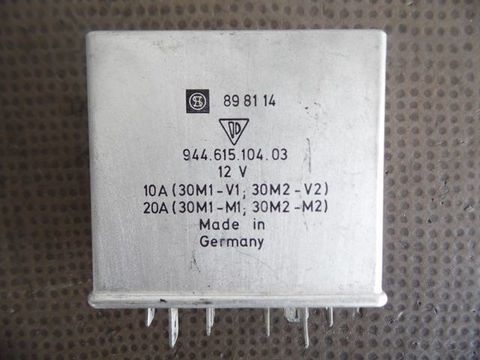 89 81 14
944.615.104.03
12 V
10A (30M1-V1; 30M2-V2)
20A (30M1-M1; 30M2-M2)
Made in
Germany